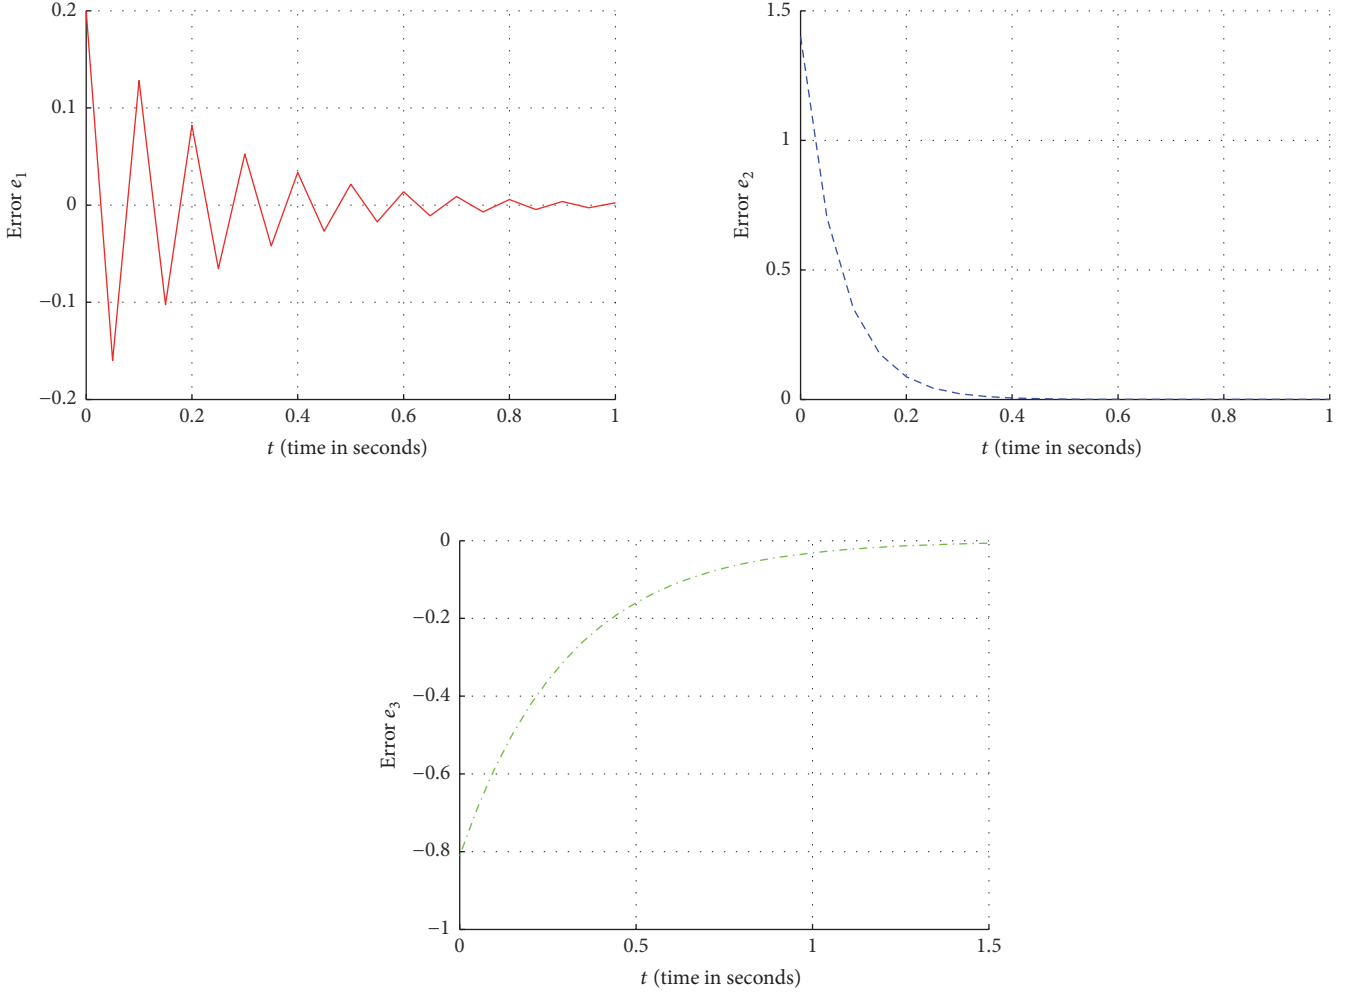 0.2
0.1
0
−0.1
−0.2
Error e1
0 0.2 0.4 0.6 0.8 1
t (time in seconds)
1.5
1
0.5
0
Error e2
0 0.2 0.4 0.6 0.8 1
t (time in seconds)
0
−0.2
−0.4
−0.6
−0.8
−1
Error e3
0 0.5 1 1.5
t (time in seconds)